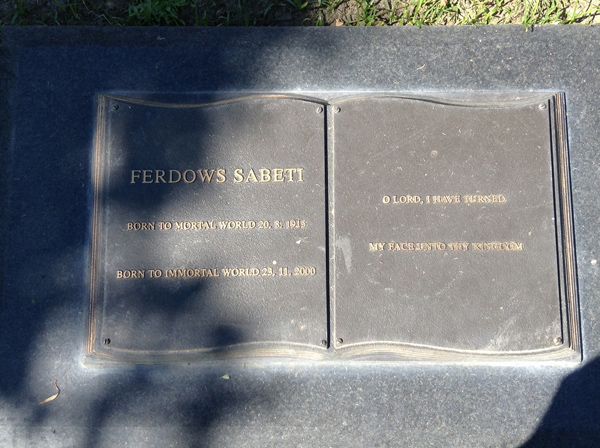 FERDOWS SABETI
BORN TO MORTAL WORLD 20, 8, 1915
BORN TO IMMORTAL WORLD 23, 11, 2000
O LORD, I HAVE TURNED
MY FACE UNTO THY KINGDOM